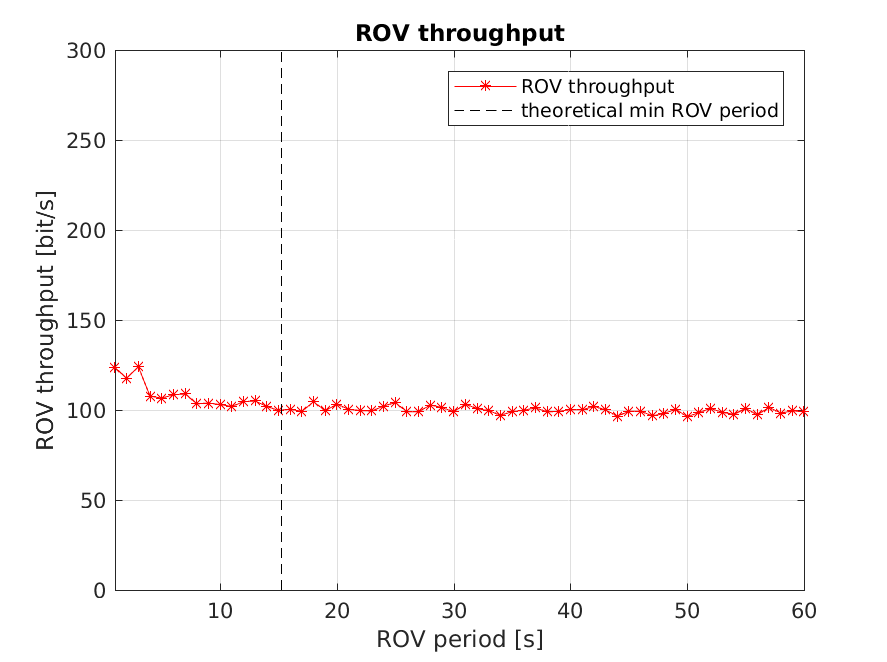 ROV throughput
ROV throughput
theoretical min ROV period
300
250
200
150
100
50
0
ROV throughput [bit/s]
10 20 30 40 50 60
ROV period [s]